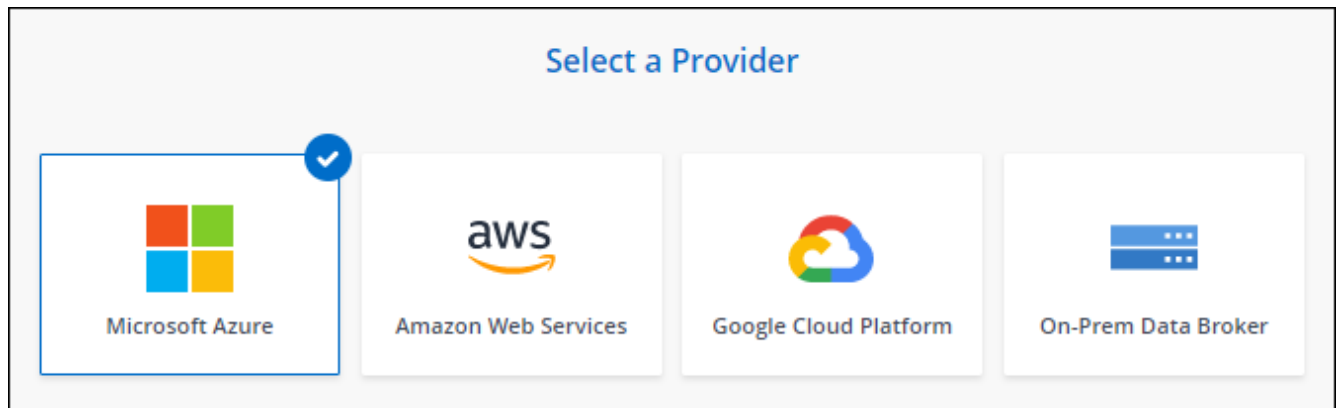 Select a Provider
aws
Microsoft Azure
Amazon Web Services
Google Cloud Platform
On-Prem Data Broker